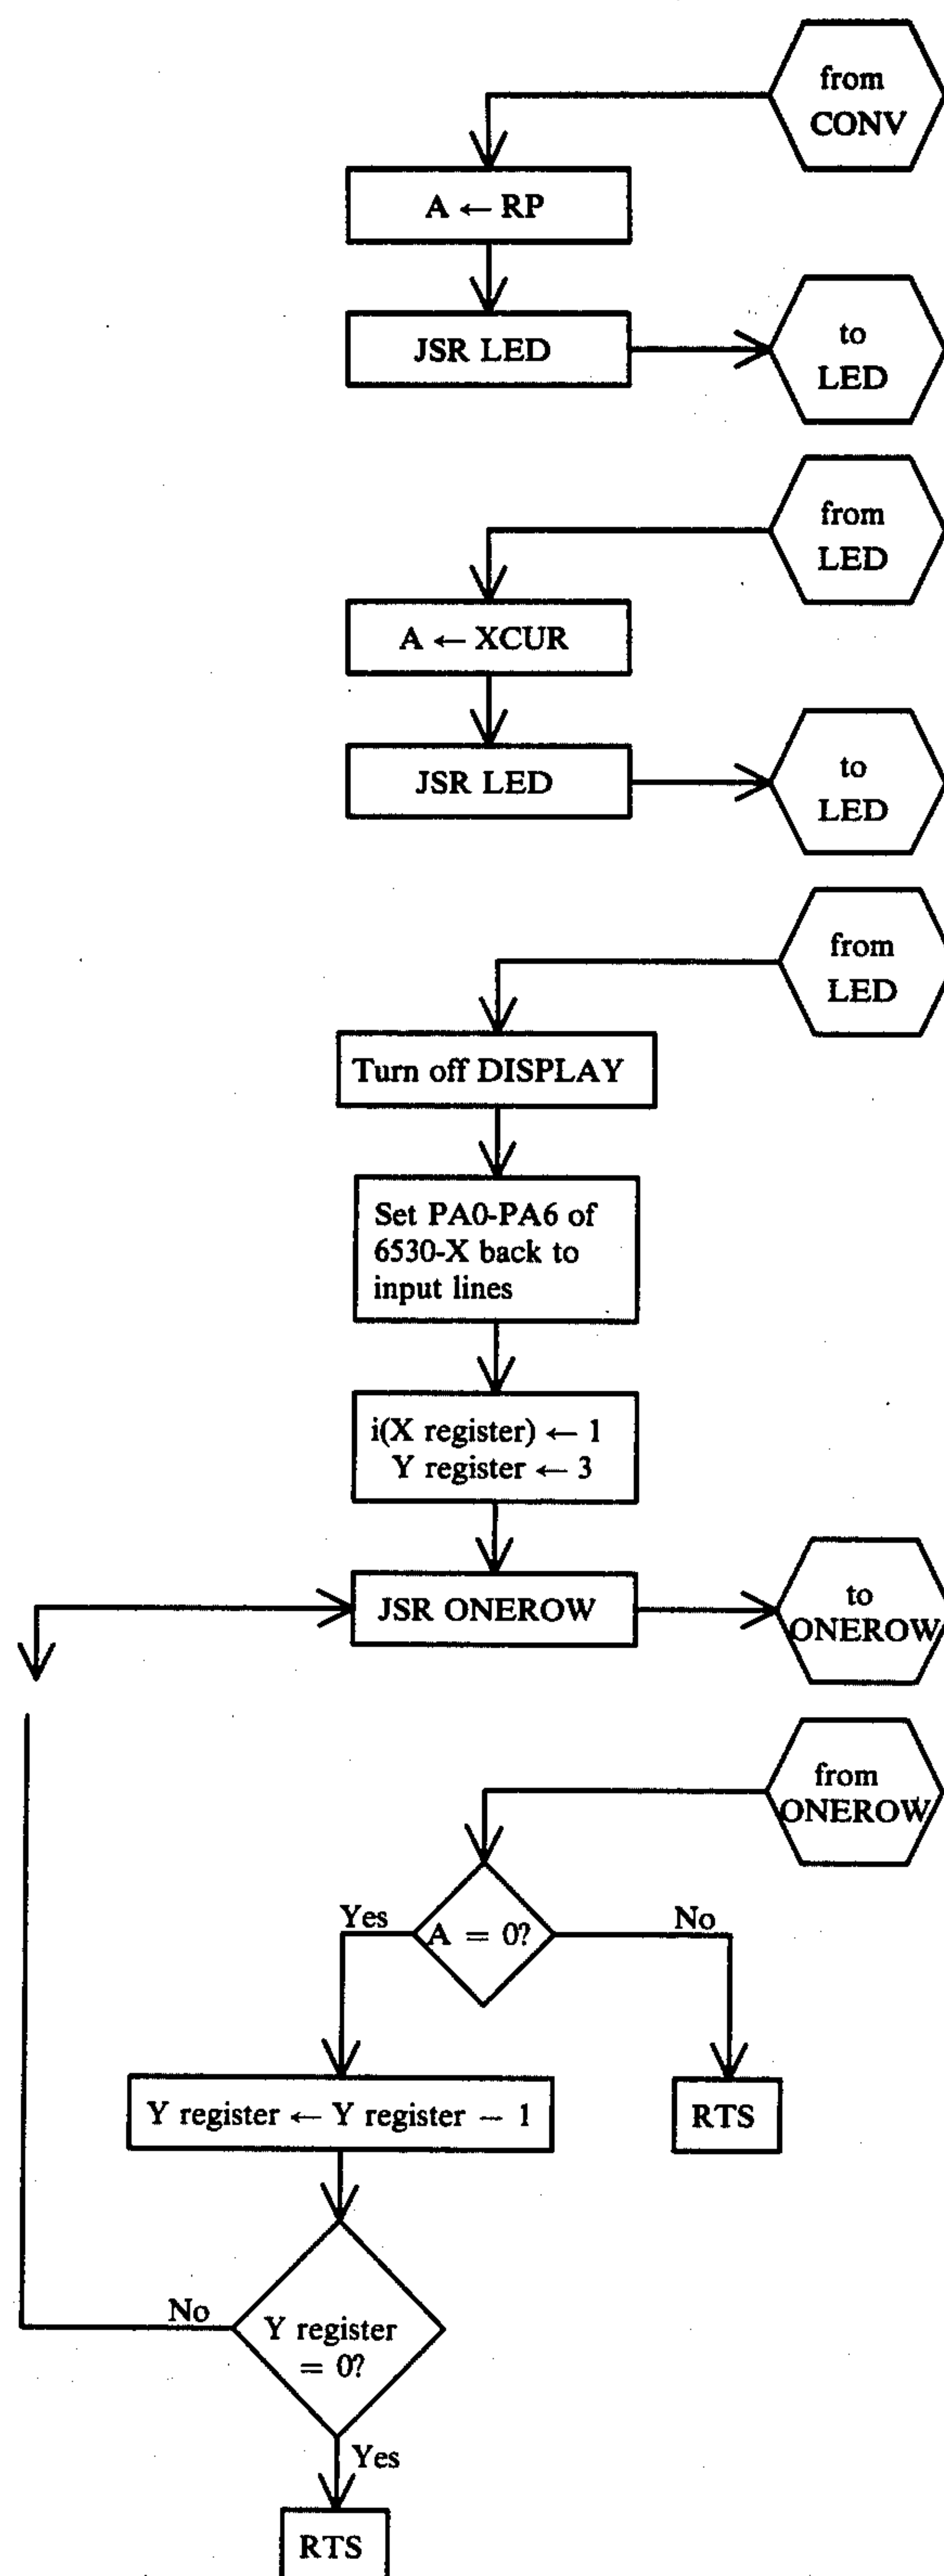 from
CONV
A ← RP
JSR LED
to
LED
from
LED
A ← XCUR
JSR LED
to
LED
from
LED
Turn off DISPLAY
Set PA0-PA6 of
6530-X back to
input lines
i(X register) ← 1
Y register ← 3
JSR ONEROW
to
ONEROW
from
ONEROW
Yes
A = 0?
No
Y register ← Y register − 1
RTS
No
Y register
= 0?
Yes
RTS